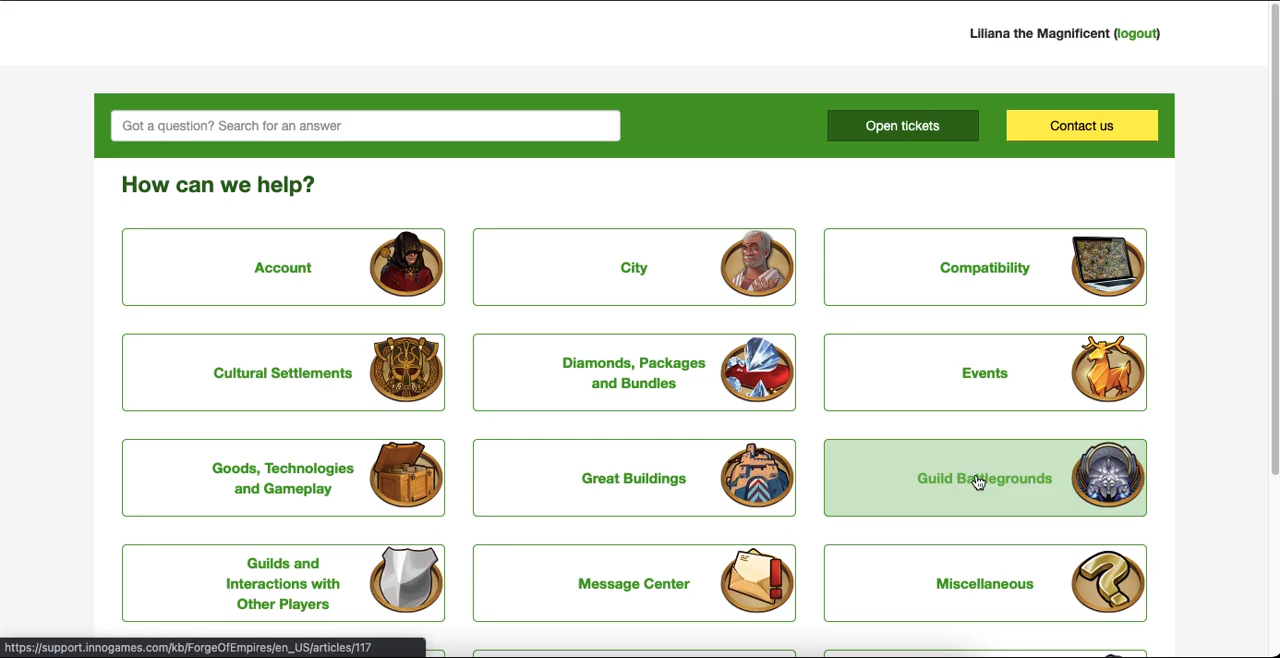 Liliana the Magnificent (logout)
Got a question? Search for an answer
Open tickets
Contact us
How can we help?
Account
City
Compatibility
Cultural Settlements
Diamonds, Packages
and Bundles
Events
Goods, Technologies
and Gameplay
Great Buildings
Guild Battlegrounds
Guilds and
Interactions with
Other Players
Message Center
Miscellaneous
https://support.innogames.com/kb/ForgeOfEmpires/en_US/articles/117